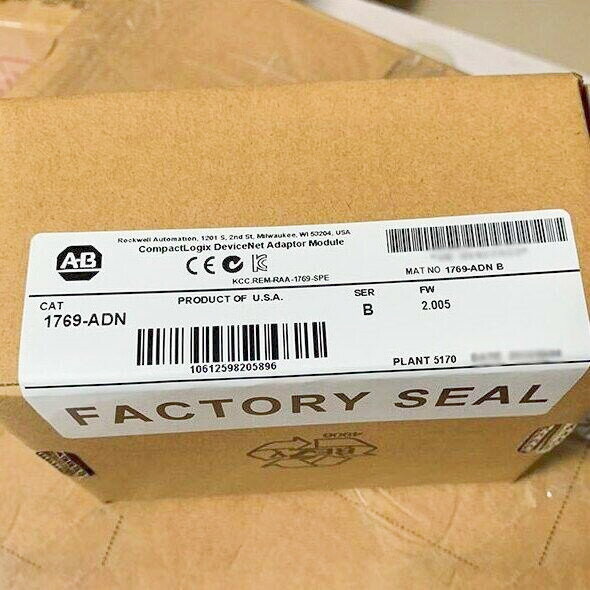 Rockwell Automation, 1201 S, 2nd St, Milwaukee, WI 53204, USA
CompactLogix DeviceNet Adaptor Module
A-B
CE
KCC.REM-RAA-1769-SPE
MAT NO 1769-ADN B
CAT
1769-ADN
PRODUCT OF U.S.A.
10612598205896
SER
B
FW
2.005
PLANT 5170
FACTORY SEAL